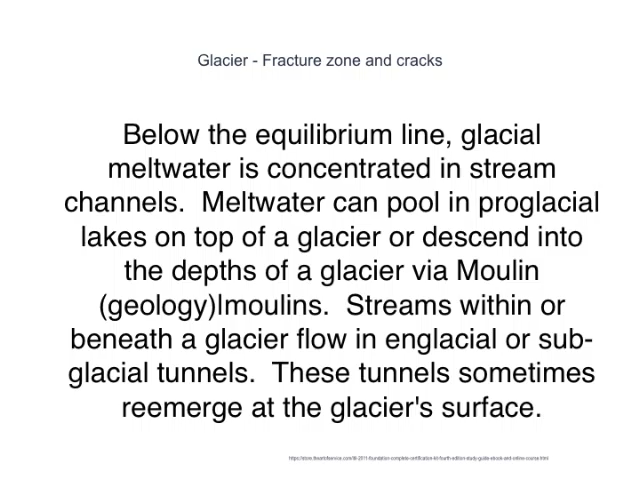 Glacier - Fracture zone and cracks
Below the equilibrium line, glacial
meltwater is concentrated in stream
channels. Meltwater can pool in proglacial
lakes on top of a glacier or descend into
the depths of a glacier via Moulin
(geology)|moulins. Streams within or
beneath a glacier flow in englacial or sub-
glacial tunnels. These tunnels sometimes
reemerge at the glacier's surface.